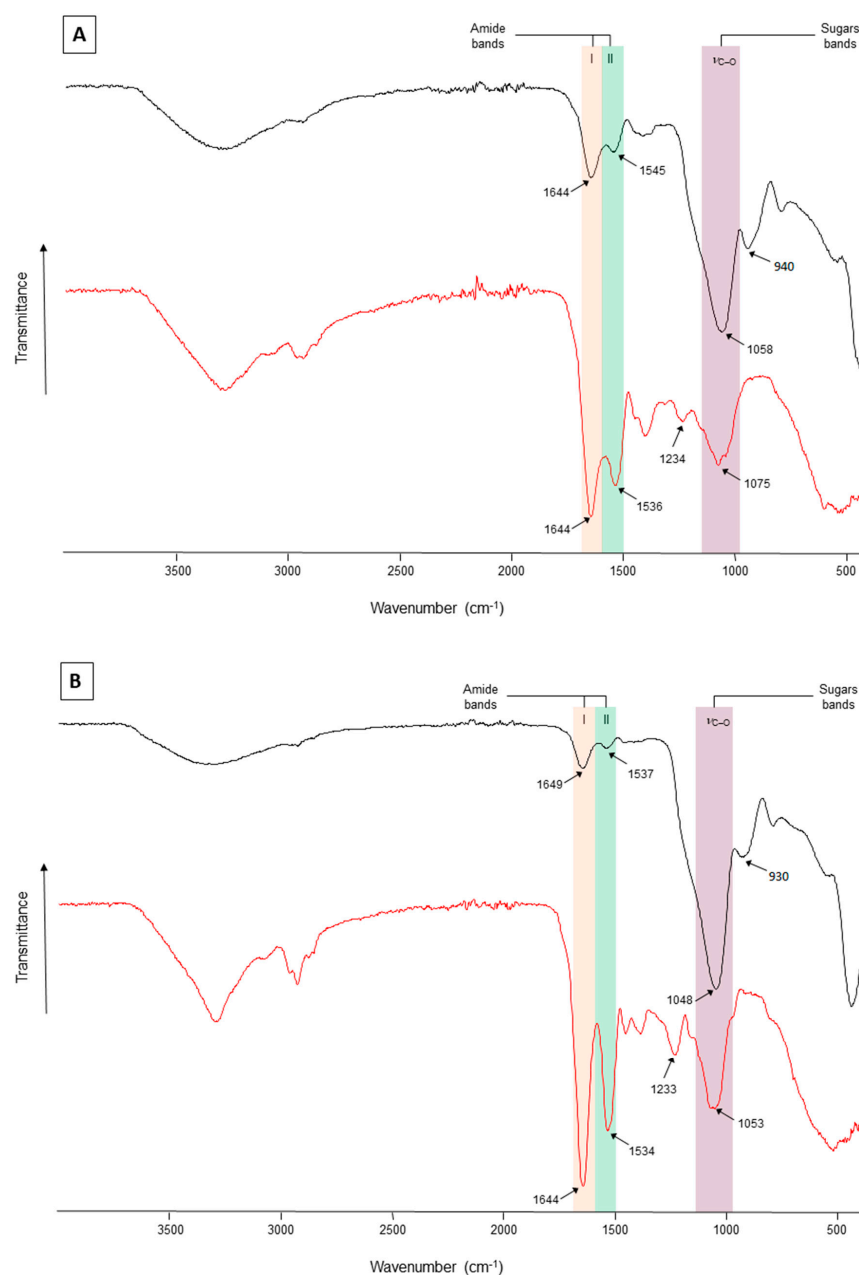 A
Amide
bands
Sugars
bands
I
II
νC–O
1644
1545
940
1058
1234
1075
1644
1536
Transmittance
3500
3000
2500
2000
1500
1000
500
Wavenumber (cm-1)
B
Amide
bands
Sugars
bands
I
II
νC–O
1649
1537
930
1048
1233
1053
1534
1644
Transmittance
3500
3000
2500
2000
1500
1000
500
Wavenumber (cm-1)